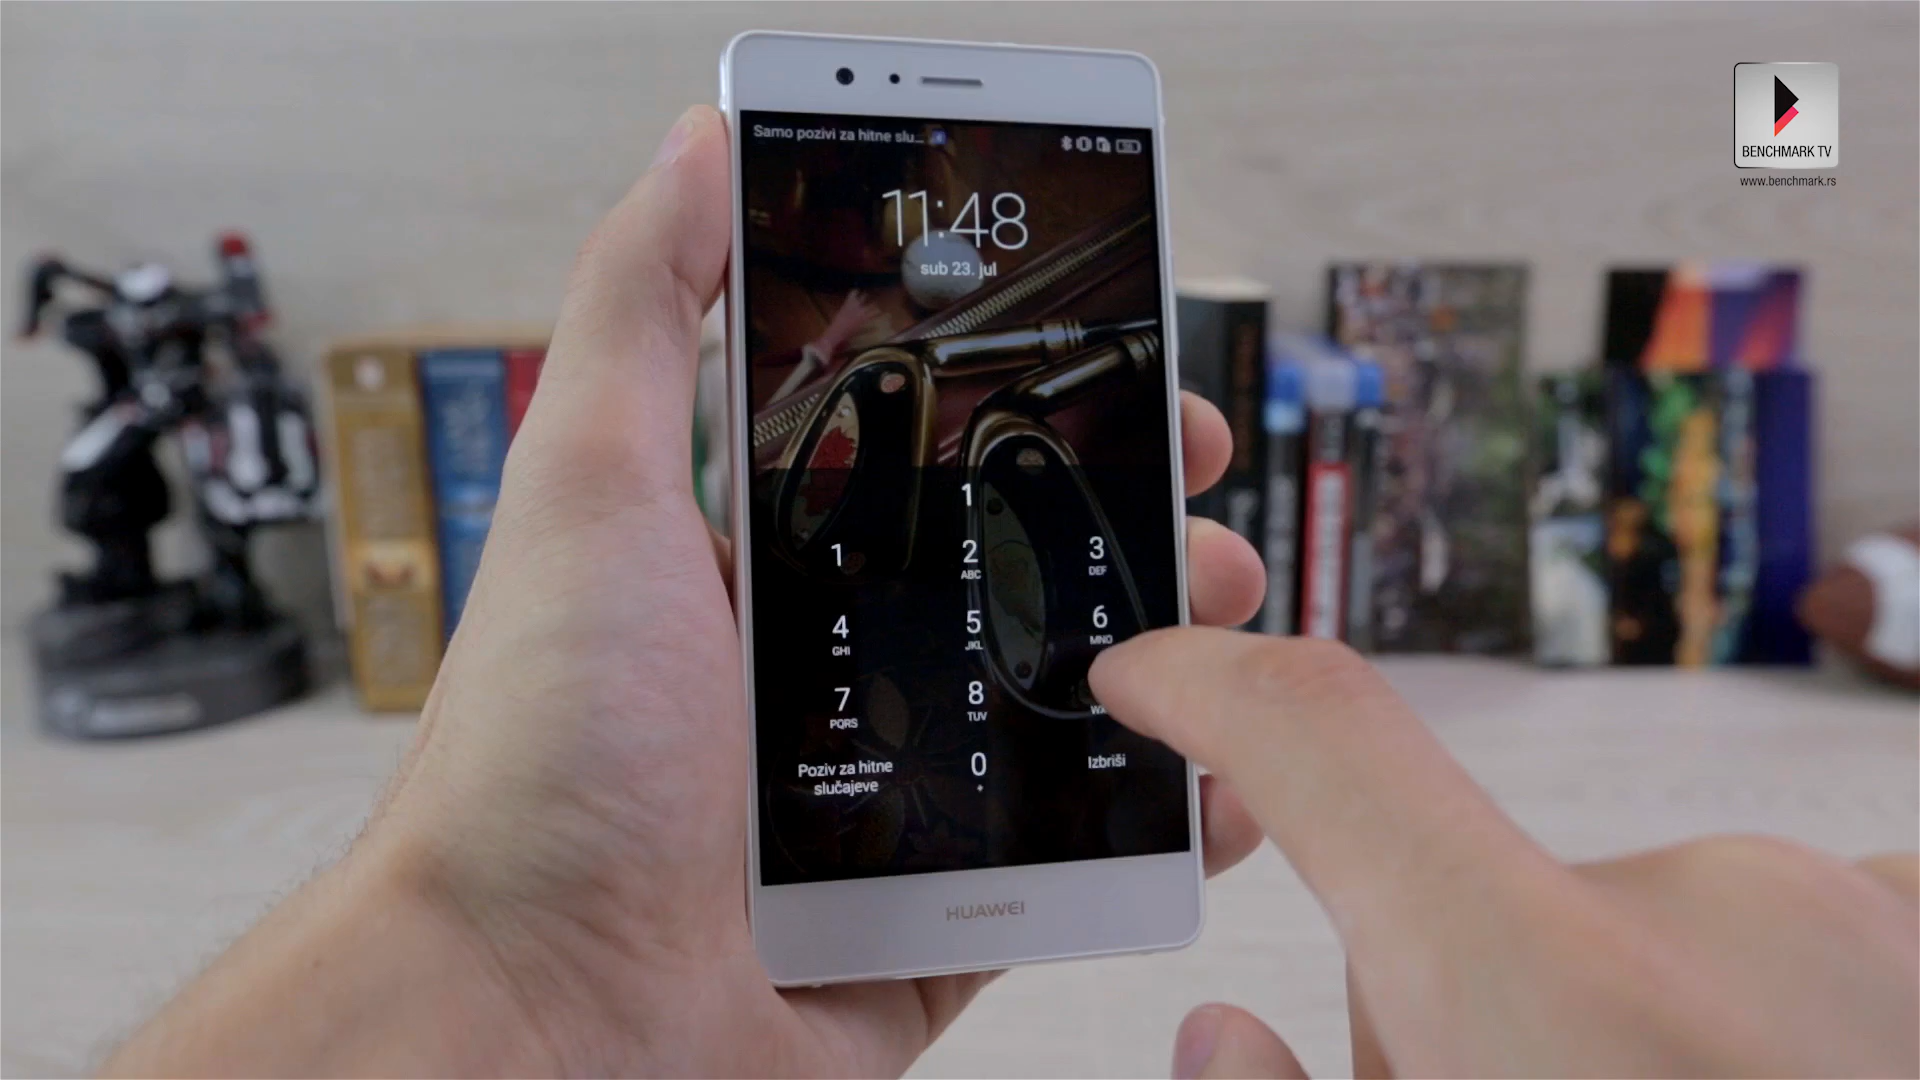 BENCHMARK TV
www.benchmark.rs
Samo pozivi za hitne slu...
11:48
sub 23. jul
1
1
2
ABC
3
DEF
4
GHI
5
JKL
6
MNO
7
PQRS
8
TUV
0
+
Poziv za hitne
slučajeve
Izbriši
HUAWEI